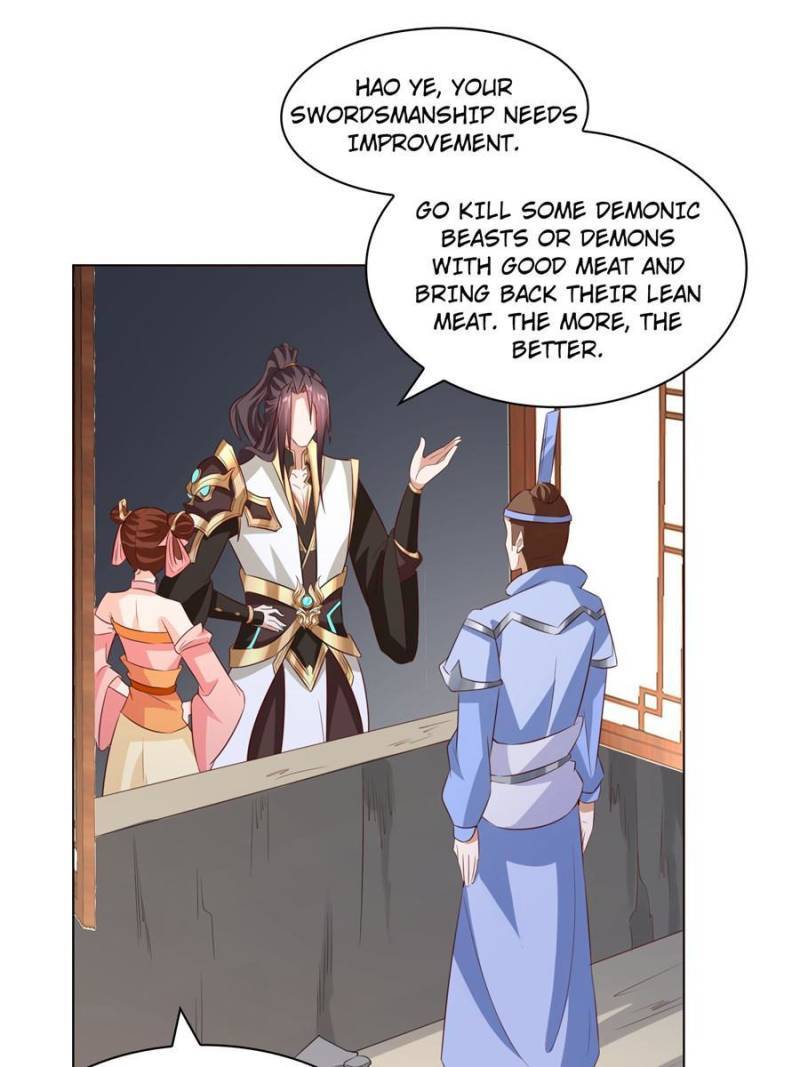 HAO YE, YOUR
SWORDSMANSHIP NEEDS
IMPROVEMENT.
GO KILL SOME DEMONIC
BEASTS OR DEMONS
WITH GOOD MEAT AND
BRING BACK THEIR LEAN
MEAT. THE MORE, THE
BETTER.